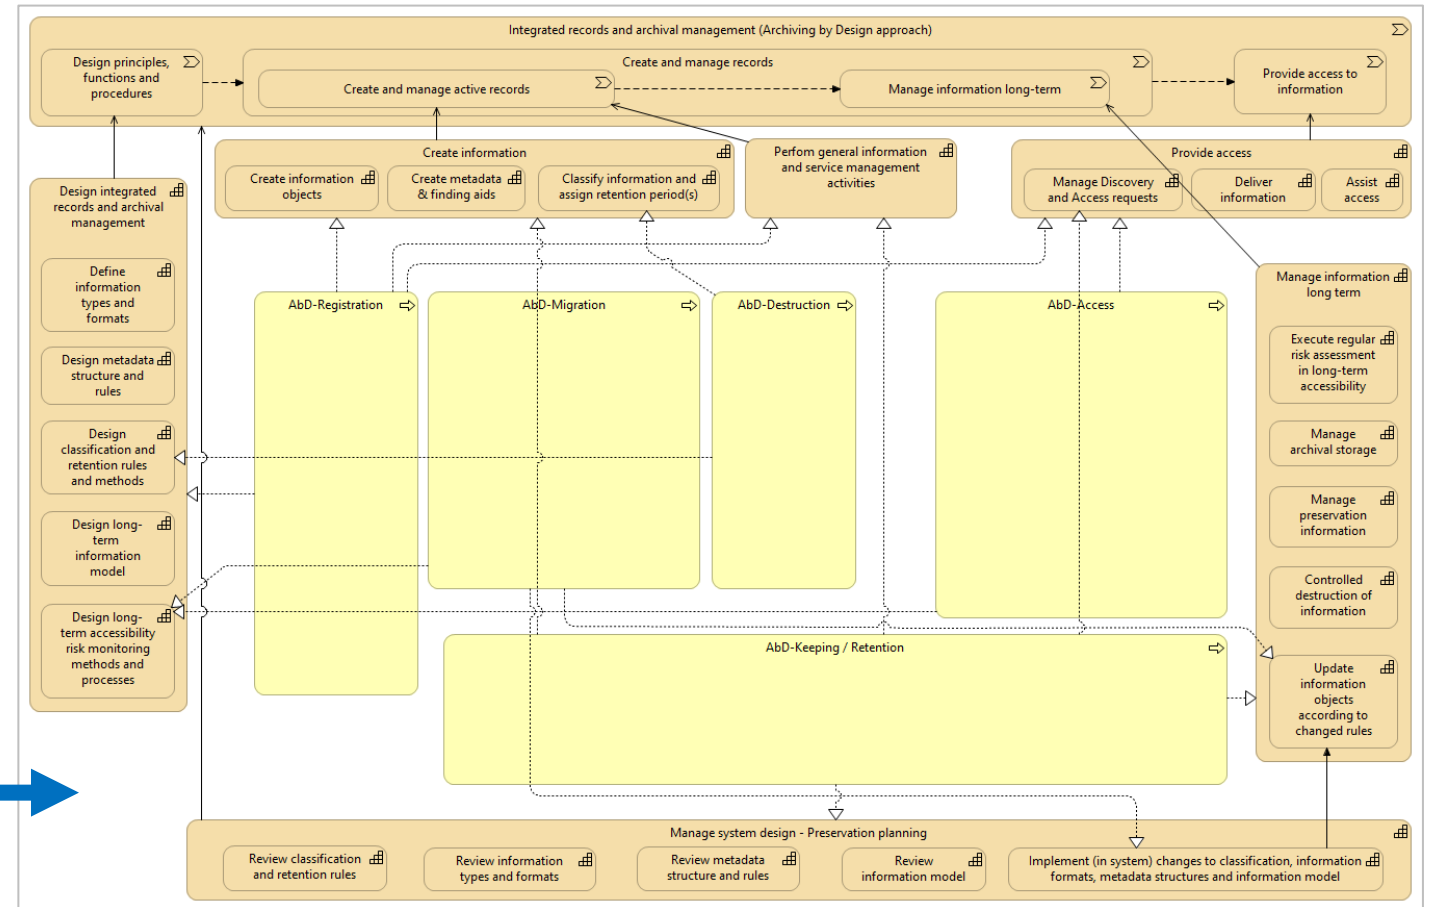 Integrated records and archival management (Archiving by Design approach)
Design principles,
functions and
procedures
Create and manage records
Create and manage active records
Manage information long-term
Provide access to
information
Create information
Create information
objects
Create metadata
& finding aids
Classify information and
assign retention period(s)
Perfom general information
and service management
activities
Provide access
Manage Discovery
and Access requests
Deliver
information
Assist
access
Design integrated
records and archival
management
Define
information
types and
formats
Design metadata
structure and
rules
Design
classification and
retention rules
and methods
Design long-
term
information
model
Design long-
term accessibility
risk monitoring
methods and
processes
AbD-Registration
AbD-Migration
AbD-Destruction
AbD-Access
AbD-Keeping / Retention
Manage information
long term
Execute regular
risk assessment
in long-term
accessibility
Manage
archival storage
Manage
preservation
information
Controlled
destruction of
information
Update
information
objects
according to
changed rules
Manage system design - Preservation planning
Review classification
and retention rules
Review information
types and formats
Review metadata
structure and rules
Review
information model
Implement (in system) changes to classification, information
formats, metadata structures and information model